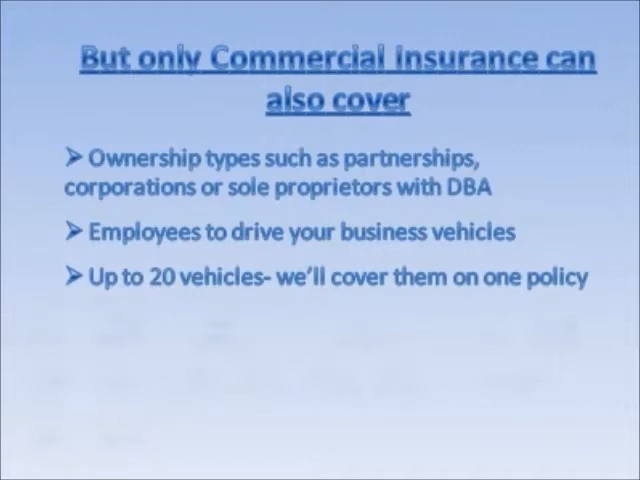 But only Commercial insurance can
also cover
➢ Ownership types such as partnerships,
corporations or sole proprietors with DBA
➢ Employees to drive your business vehicles
➢ Up to 20 vehicles- we'll cover them on one policy